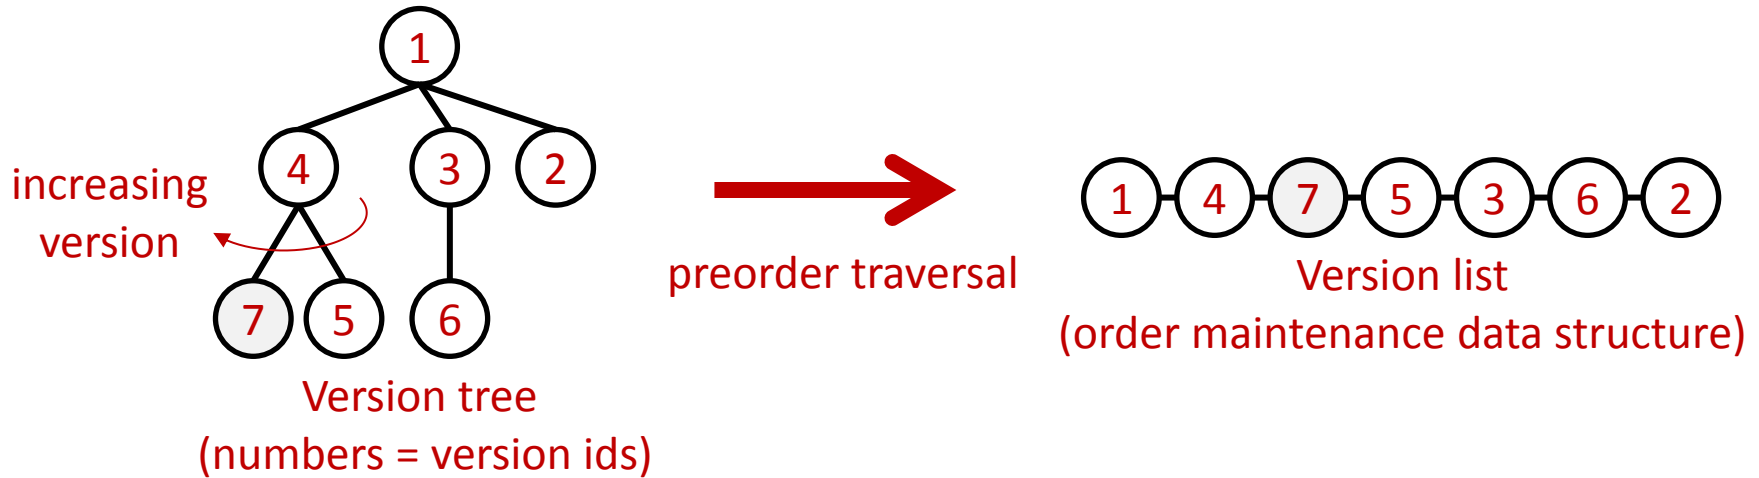 1
4
3
2
increasing
version
7
5
6
Version tree
(numbers = version ids)
preorder traversal
1 4 7 5 3 6 2
Version list
(order maintenance data structure)